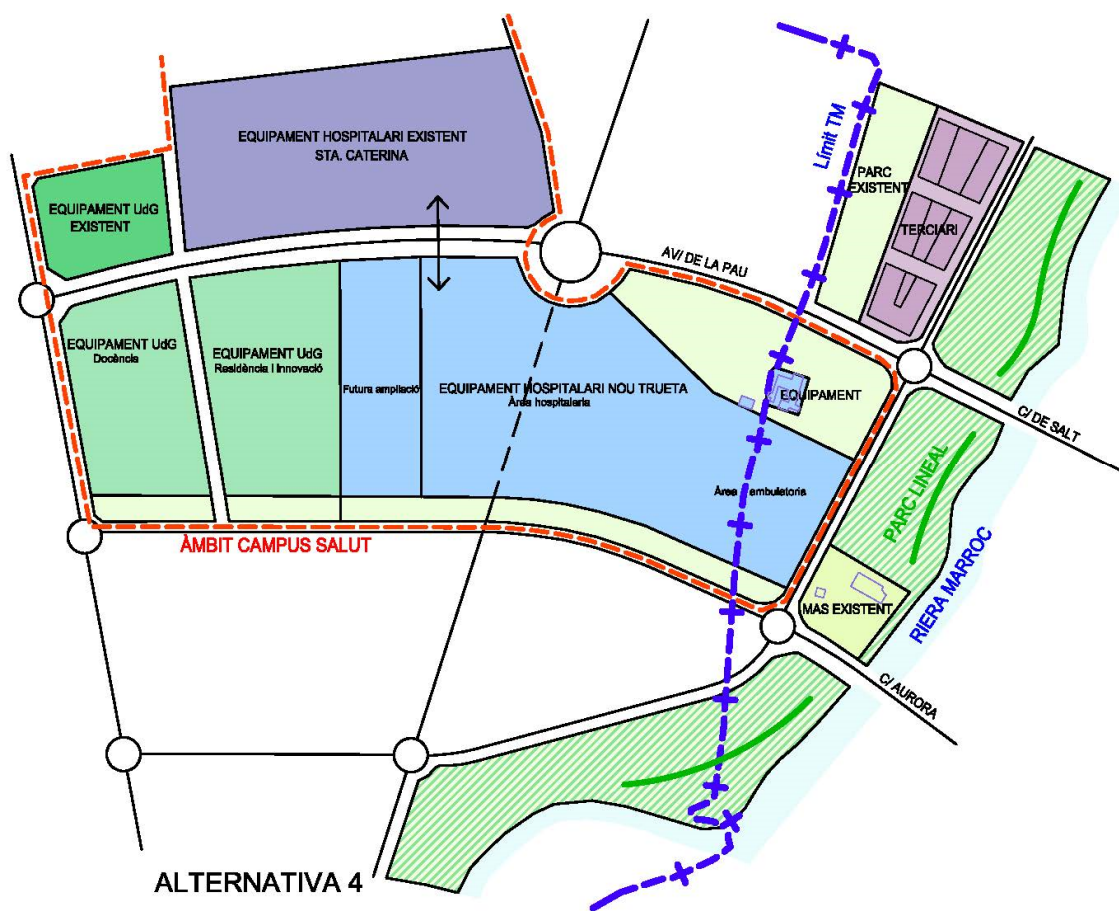 EQUIPAMENT HOSPITALARI EXISTENT
STA. CATERINA
Límit TM
PARC
EXISTENT
TERCIARI
EQUIPAMENT UdG
EXISTENT
AV/ DE LA PAU
EQUIPAMENT UdG
Docència
EQUIPAMENT UdG
Residència i Innovació
Futura ampliació
EQUIPAMENT HOSPITALARI NOU TRUETA
Àrea hospitalaria
EQUIPAMENT
C/ DE SALT
Àrea ambulatoria
PARC LINEAL
ÀMBIT CAMPUS SALUT
RIERA MARROC
MAS EXISTENT
C/ AURORA
ALTERNATIVA 4